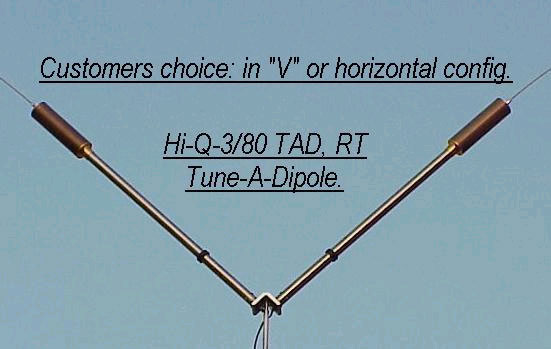 Customers choice: in "V" or horizontal config.
Hi-Q-3/80 TAD, RT
Tune-A-Dipole.